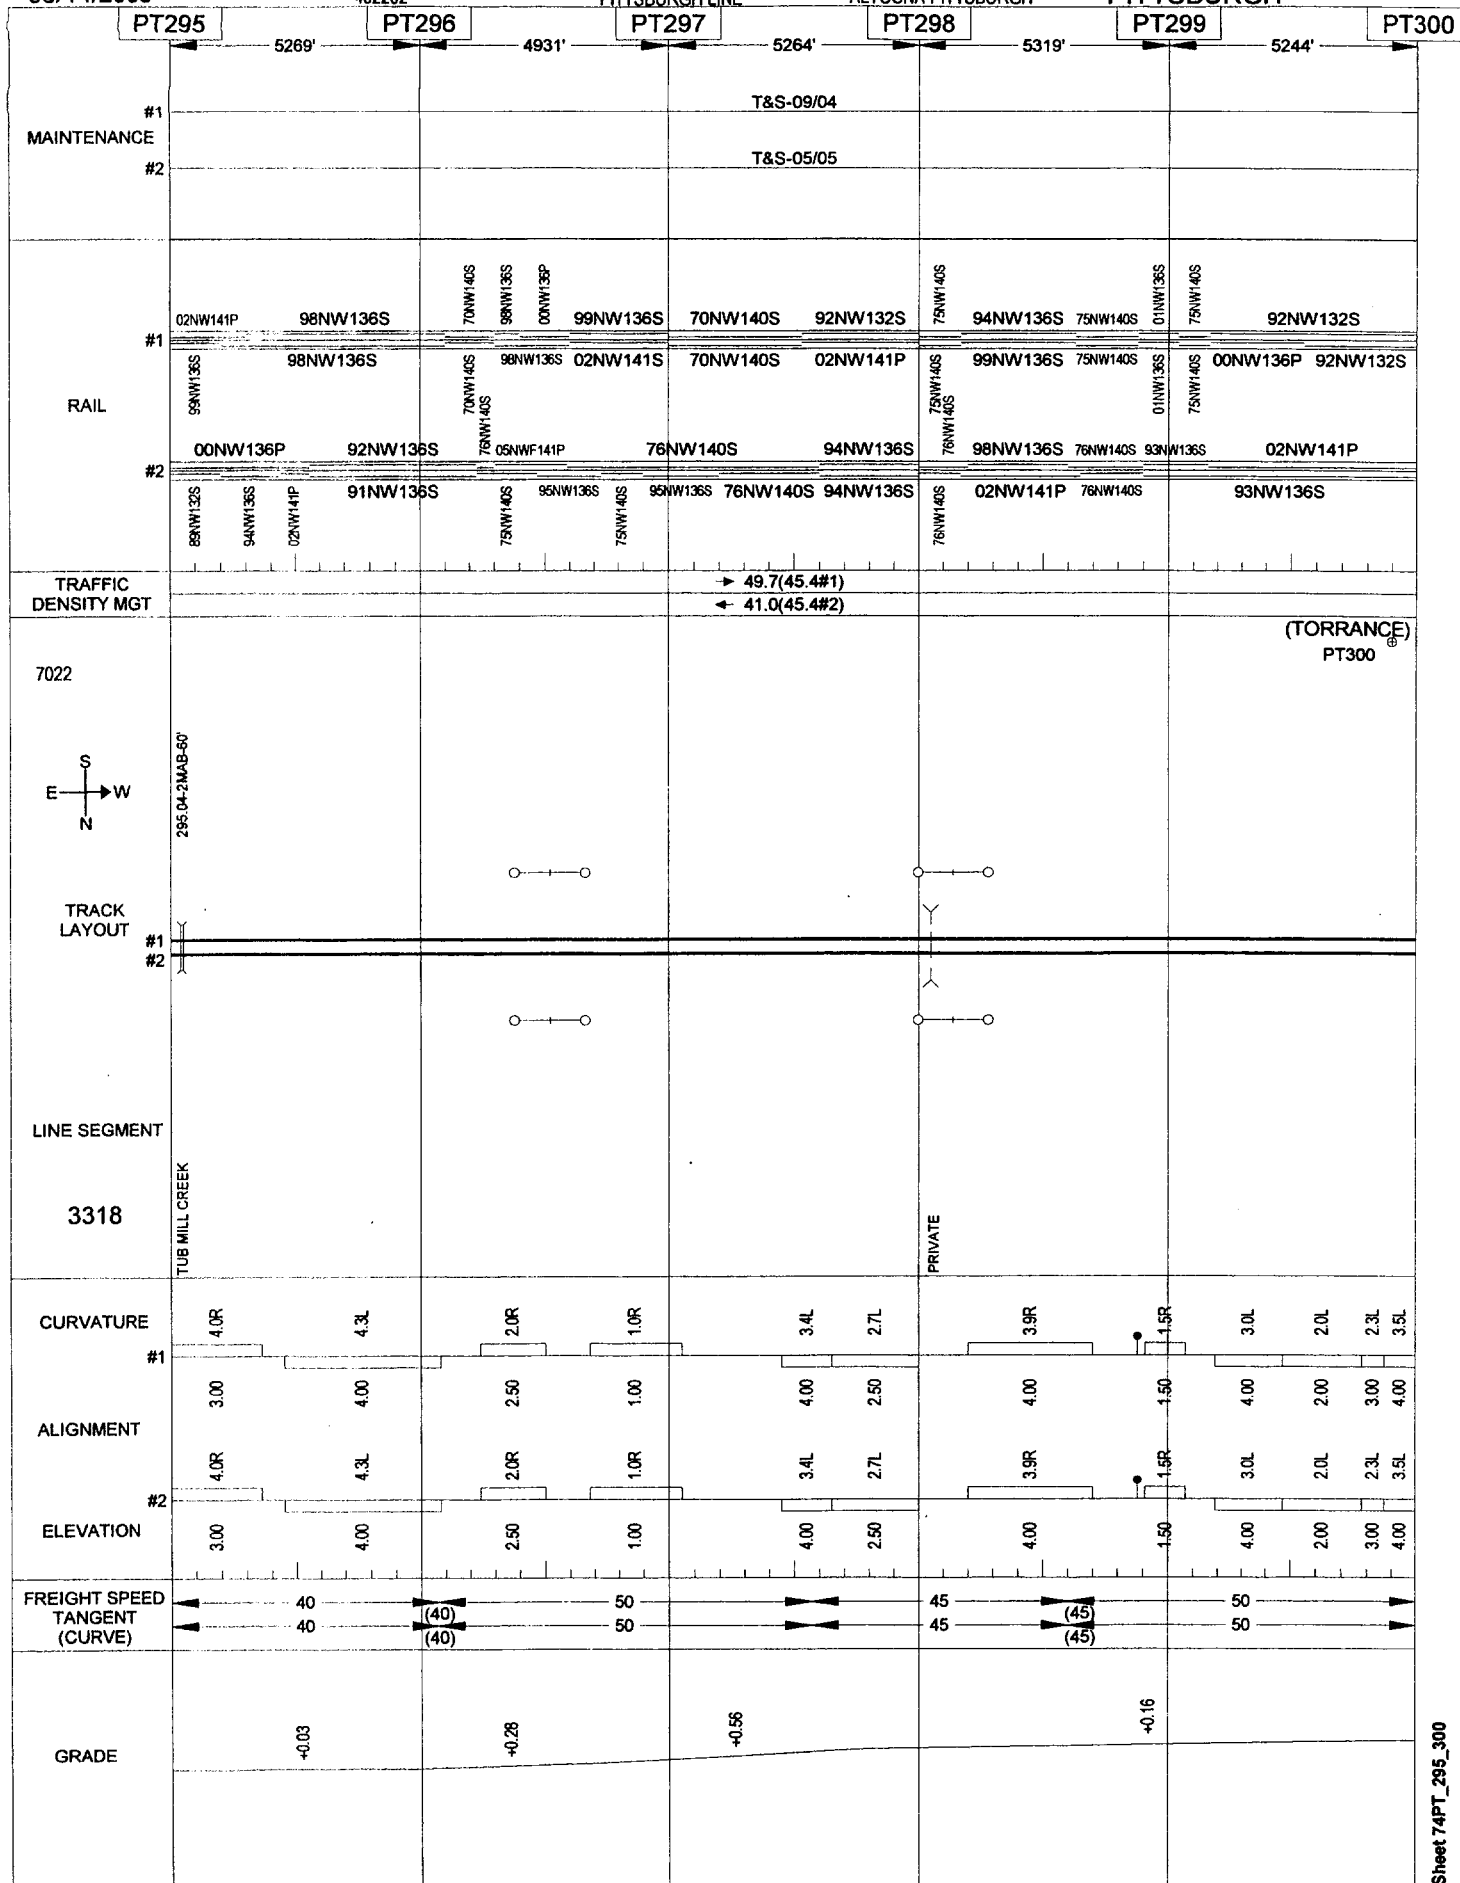 PITTSBURGH LINE
PITTSBURGH
PT295 PT296 PT297 PT298 PT299 PT300
5269' 4931' 5264' 5319' 5244'
#1 T&S-09/04
MAINTENANCE
#2 T&S-05/05
70NW140S 98NW136S 00NW136P 75NW140S 01NW136S 75NW140S
02NW141P 98NW136S 99NW136S 70NW140S 92NW132S 94NW136S 75NW140S 92NW132S
#1
98NW136S 98NW136S 02NW141S 70NW140S 02NW141P 99NW136S 75NW140S 00NW136P 92NW132S
99NW136S 70NW140S 76NW140S 75NW140S 76NW140S 01NW136S 75NW140S
RAIL
00NW136P 92NW136S 05NWF141P 76NW140S 94NW136S 98NW136S 76NW140S 93NW136S 02NW141P
#2
91NW136S 95NW136S 95NW136S 76NW140S 94NW136S 02NW141P 76NW140S 93NW136S
89NW132S 94NW136S 02NW141P 75NW140S 75NW140S 76NW140S
TRAFFIC
DENSITY MGT
49.7(45.4#1)
41.0(45.4#2)
(TORRANCE)
PT300
7022
S
E W
N
295.04-2MAB-60'
TRACK
LAYOUT
#1
#2
LINE SEGMENT
3318
TUB MILL CREEK
PRIVATE
CURVATURE
4.0R 4.3L 2.0R 1.0R 3.4L 2.7L 3.9R 1.5R 3.0L 2.0L 2.3L 3.5L
#1
3.00 4.00 2.50 1.00 4.00 2.50 4.00 1.50 4.00 2.00 3.00 4.00
ALIGNMENT
4.0R 4.3L 2.0R 1.0R 3.4L 2.7L 3.9R 1.5R 3.0L 2.0L 2.3L 3.5L
#2
ELEVATION
3.00 4.00 2.50 1.00 4.00 2.50 4.00 1.50 4.00 2.00 3.00 4.00
FREIGHT SPEED
TANGENT
(CURVE)
40 (40) 50 45 (45) 50
40 (40) 50 45 (45) 50
GRADE
+0.03 +0.28 +0.56 +0.16
Sheet 74PT_295_300